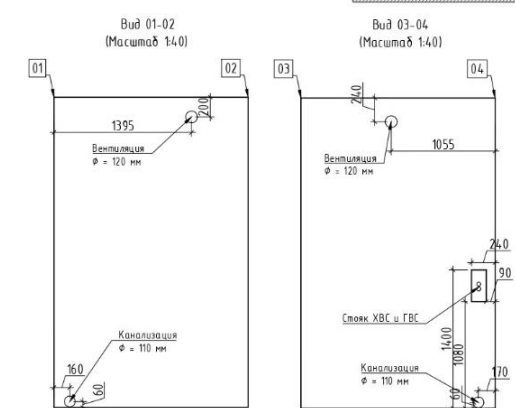 Вид 01-02
(Масштаб 1:40)
01
02
200
1395
Вентиляция
ϕ = 120 мм
Канализация
ϕ = 110 мм
160
60
Вид 03-04
(Масштаб 1:40)
03
04
240
1055
Вентиляция
ϕ = 120 мм
240
90
Стояк ХВС и ГВС
1400
1080
Канализация
ϕ = 110 мм
170
60